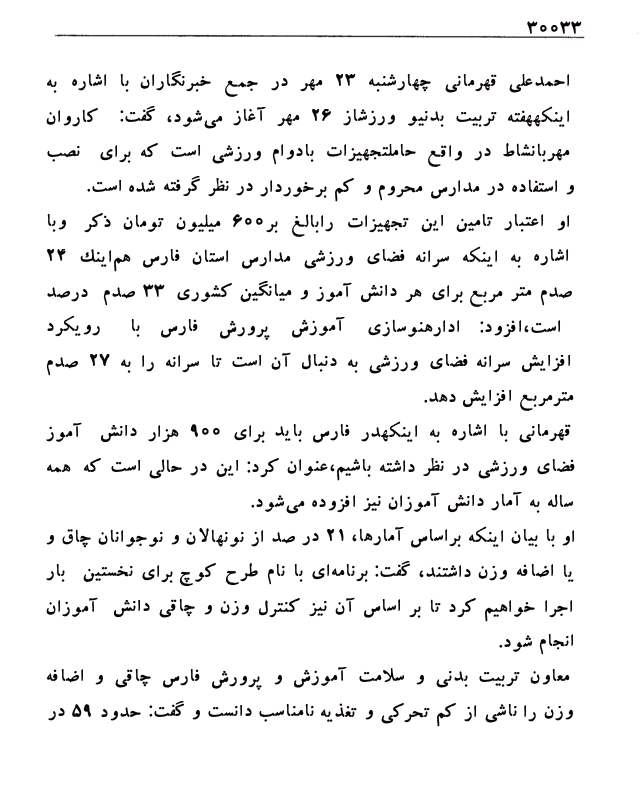 ۳۰۰۳۳
احمدعلی قهرمانی چهارشنبه ۲۳ مهر در جمع خبرنگاران با اشاره به
اینکههفته تربیت بدنیو ورزشاز ۲۶ مهر آغاز می‌شود، گفت: کاروان
مهربانشاط در واقع حاملتجهیزات بادوام ورزشی است که برای نصب
و استفاده در مدارس محروم و کم برخوردار در نظر گرفته شده است.
او اعتبار تامین این تجهیزات رابالغ بر۶۰۰ میلیون تومان ذکر وبا
اشاره به اینکه سرانه فضای ورزشی مدارس استان فارس هم‌اینك ۲۴
صدم متر مربع برای هر دانش آموز و میانگین کشوری ۳۳ صدم درصد
است،افزود: ادارهنوسازی آموزش پرورش فارس با رویکرد
افزایش سرانه فضای ورزشی به دنبال آن است تا سرانه را به ۲۷ صدم
مترمربع افزایش دهد.
قهرمانی با اشاره به اینکهدر فارس باید برای ۹۰۰ هزار دانش آموز
فضای ورزشی در نظر داشته باشیم،عنوان کرد: این در حالی است که همه
ساله به آمار دانش آموزان نیز افزوده می‌شود.
او با بیان اینکه براساس آمارها، ۲۱ در صد از نونهالان و نوجوانان چاق و
یا اضافه وزن داشتند، گفت: برنامه‌ای با نام طرح کوچ برای نخستین بار
اجرا خواهیم کرد تا بر اساس آن نیز کنترل وزن و چاقی دانش آموزان
انجام شود.
معاون تربیت بدنی و سلامت آموزش و پرورش فارس چاقی و اضافه
وزن را ناشی از کم تحرکی و تغذیه نامناسب دانست و گفت: حدود ۵۹ در